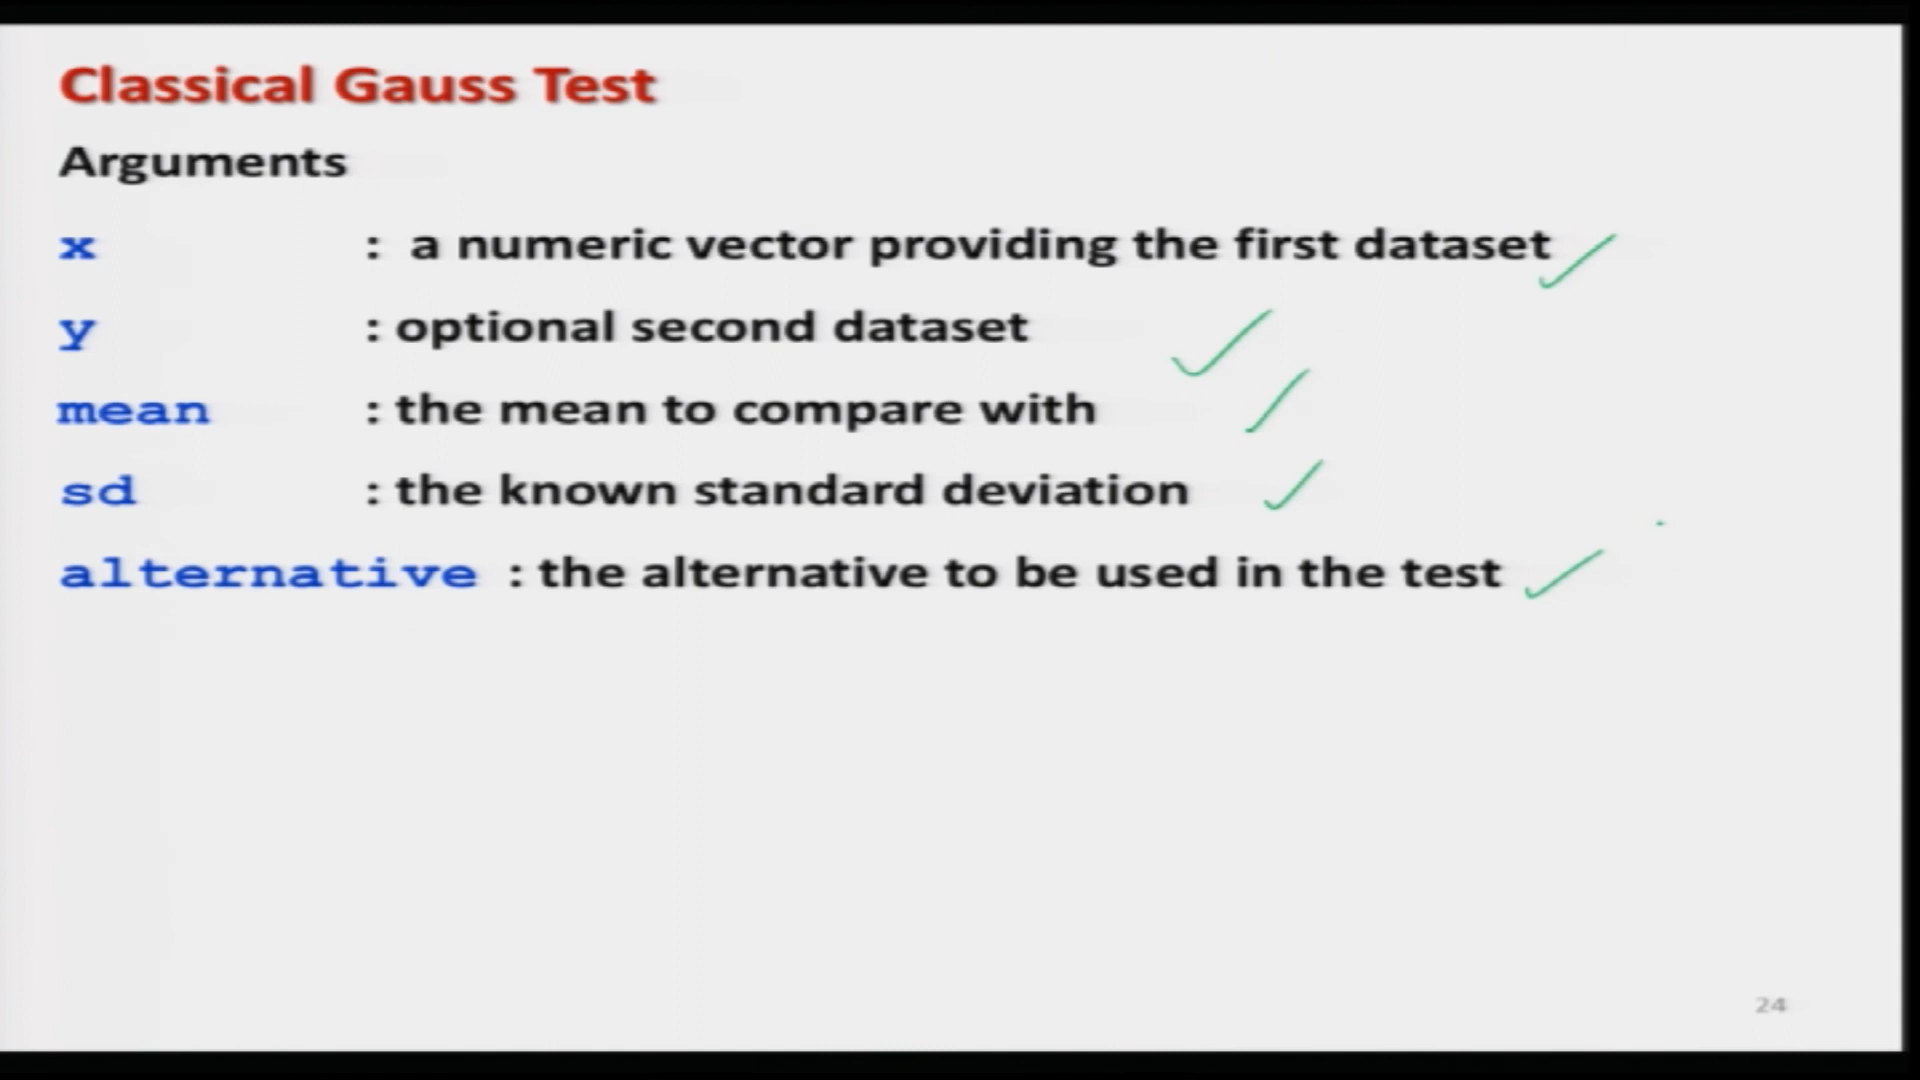 Classical Gauss Test
Arguments
x : a numeric vector providing the first dataset
y : optional second dataset
mean : the mean to compare with
sd : the known standard deviation
alternative : the alternative to be used in the test
24